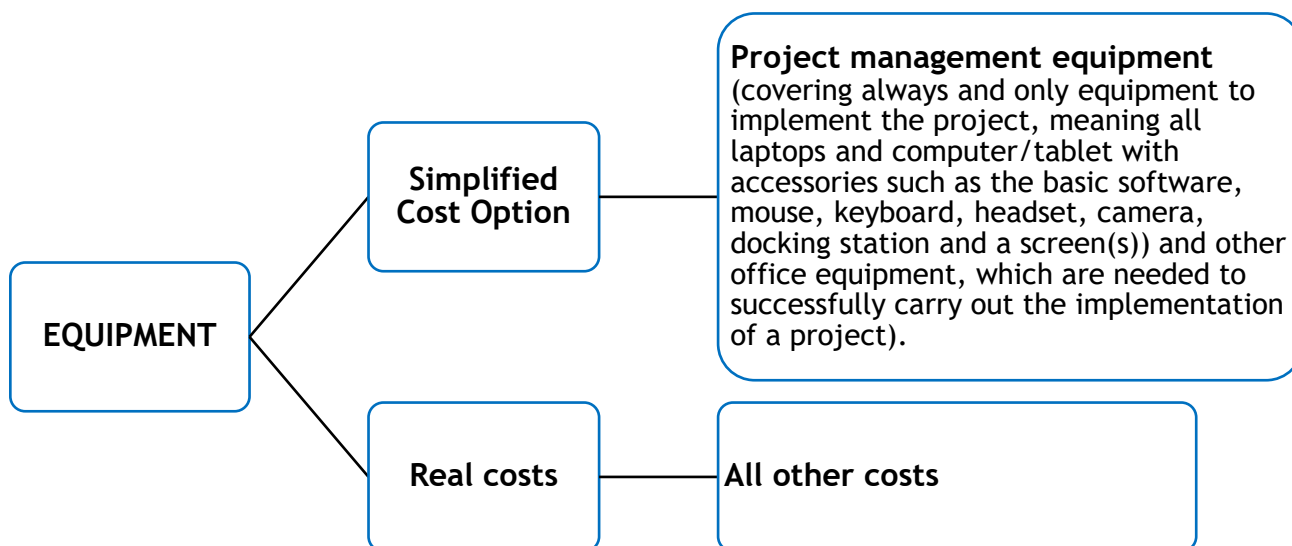 EQUIPMENT
Simplified
Cost Option
Project management equipment
(covering always and only equipment to
implement the project, meaning all
laptops and computer/tablet with
accessories such as the basic software,
mouse, keyboard, headset, camera,
docking station and a screen(s)) and other
office equipment, which are needed to
successfully carry out the implementation
of a project).
Real costs
All other costs